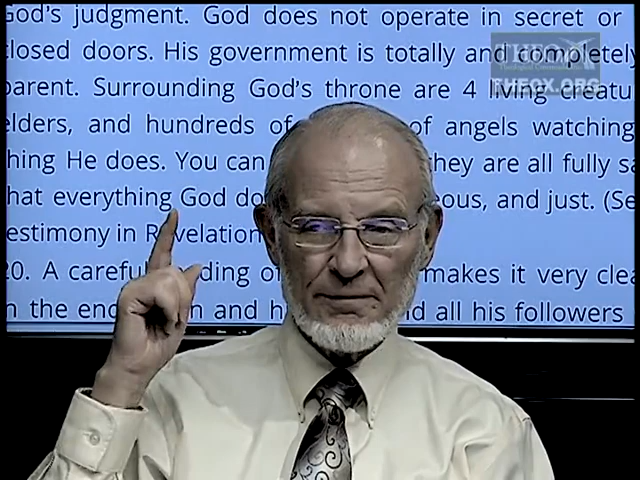 God's judgment. God does not operate in secret or
closed doors. His government is totally and completely
parent. Surrounding God's throne are 4 living creatu
elders, and hundreds of of angels watching
hing He does. You can they are all fully sa
hat everything God do eous, and just. (Se
estimony in Revelation
20. A careful ding of makes it very clea
n the end n and h d all his followers
THEOX
THEOX.ORG